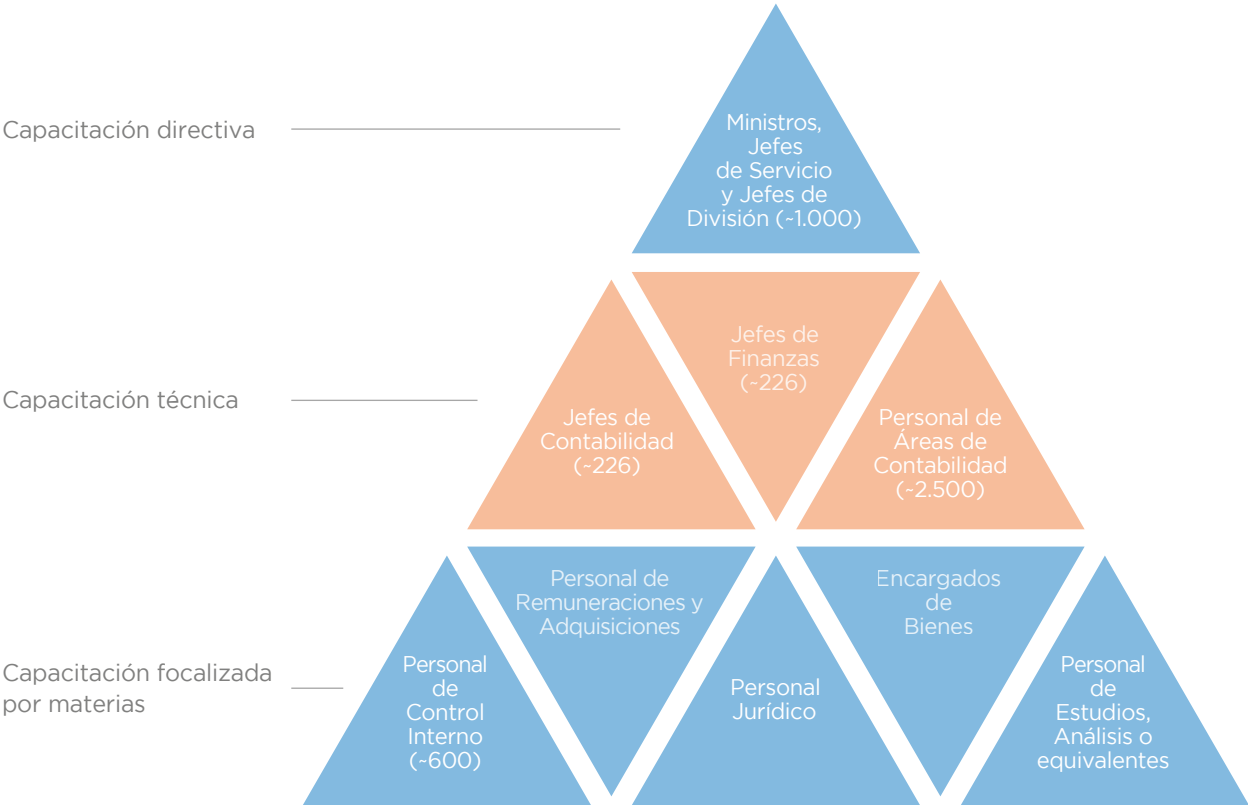 Capacitación directiva
Ministros,
Jefes
de Servicio
y Jefes de
División (~1.000)
Capacitación técnica
Jefes de
Contabilidad
(~226)
Jefes de
Finanzas
(~226)
Personal de
Áreas de
Contabilidad
(~2.500)
Capacitación focalizada
por materias
Personal
de
Control
Interno
(~600)
Personal de
Remuneraciones y
Adquisiciones
Personal
Jurídico
Encargados
de
Bienes
Personal
de
Estudios,
Análisis o
equivalentes